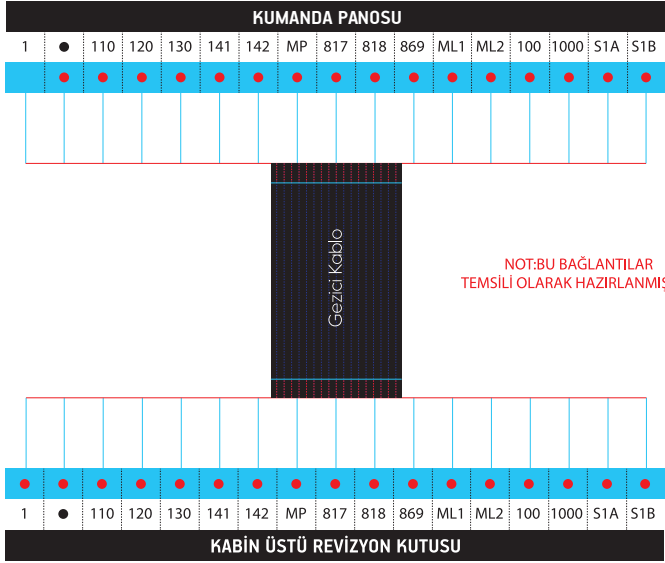 KUMANDA PANOSU
1 ● 110 120 130 141 142 MP 817 818 869 ML1 ML2 100 1000 S1A S1B
Gezici Kablo
NOT:BU BAĞLANTILAR
TEMSİLİ OLARAK HAZIRLANMIŞ
1 ● 110 120 130 141 142 MP 817 818 869 ML1 ML2 100 1000 S1A S1B
KABİN ÜSTÜ REVİZYON KUTUSU